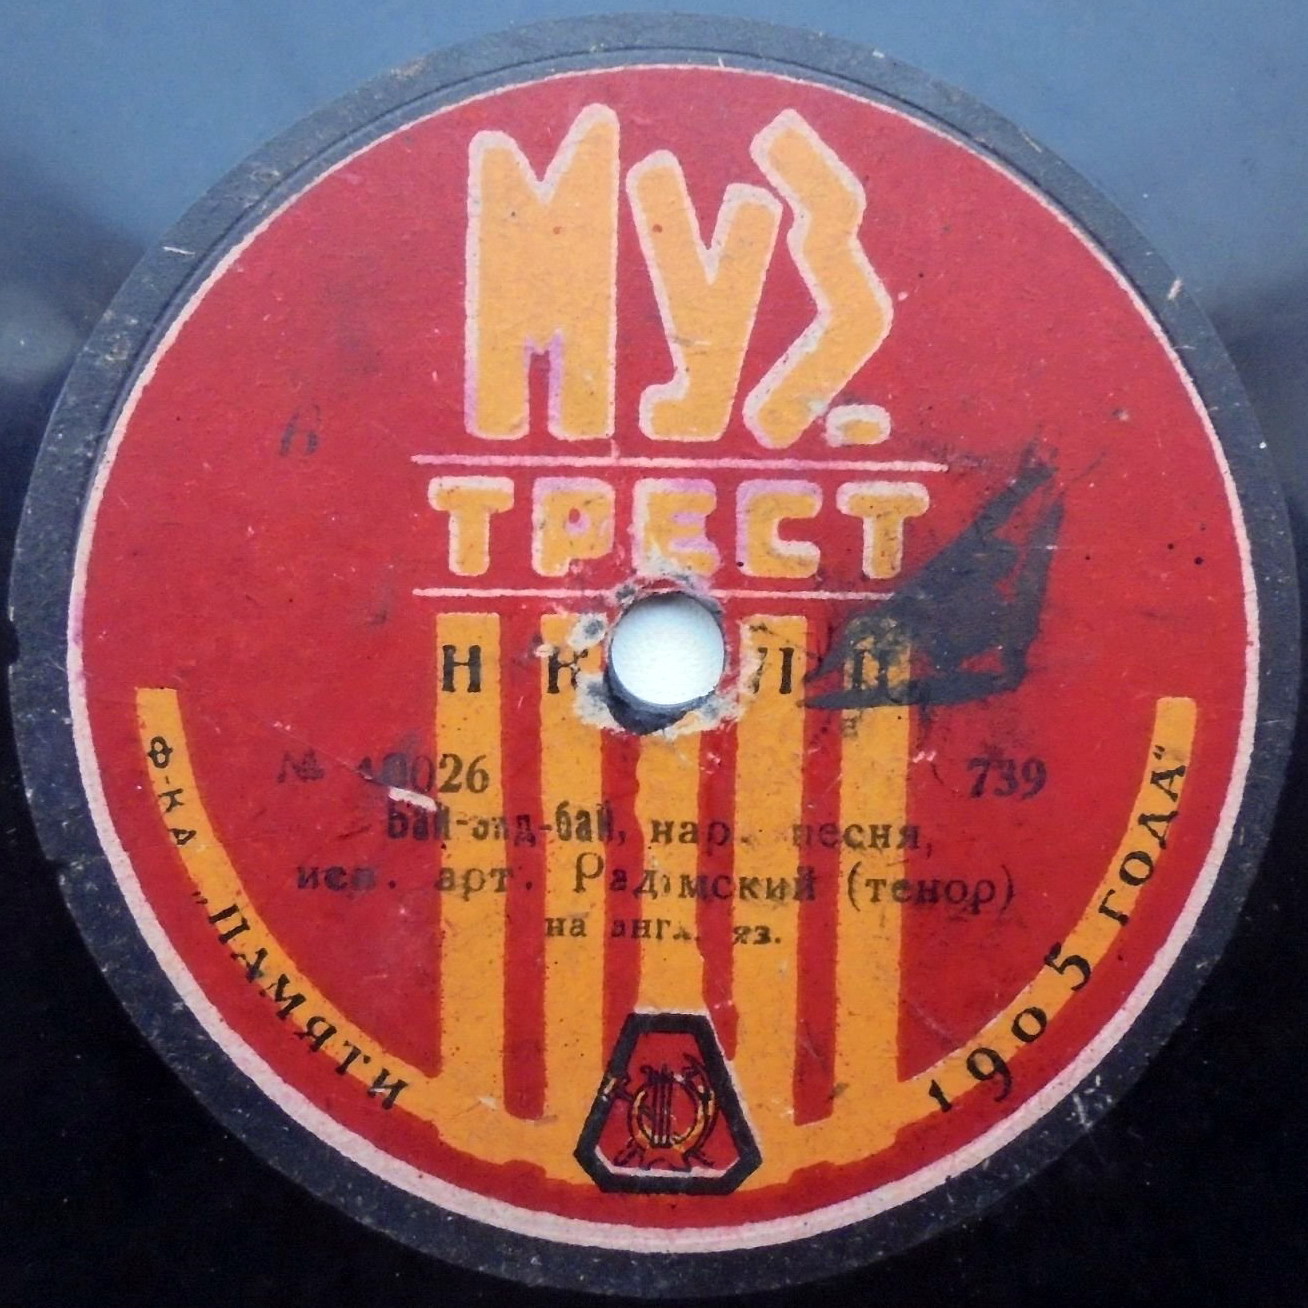 МУЗ.
ТРЕСТ
739
Бай-энд-бай, нар. песня,
исп. арт. Радомский (тенор)
на англ. яз.
Ф-КА „ПАМЯТИ 1905 ГОДА"